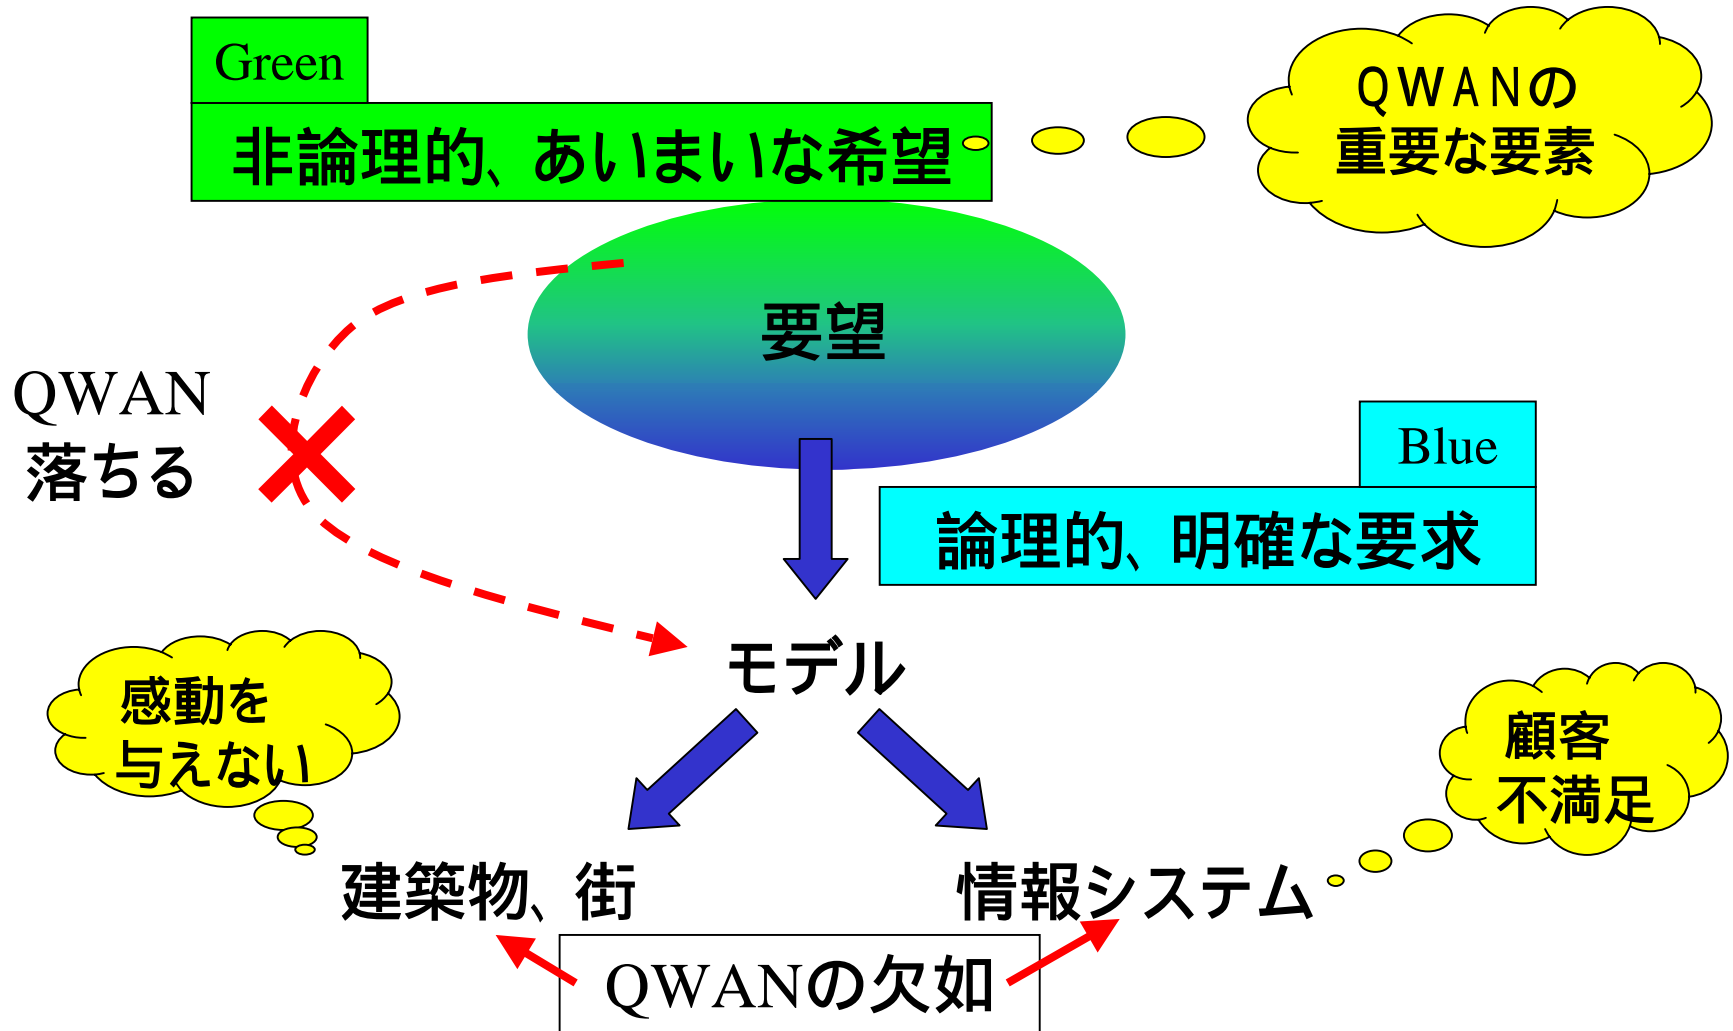 Green
非論理的、あいまいな希望
QWANの
重要な要素
要望
QWAN
落ちる
Blue
論理的、明確な要求
モデル
感動を
与えない
顧客
不満足
建築物、街
情報システム
QWANの欠如